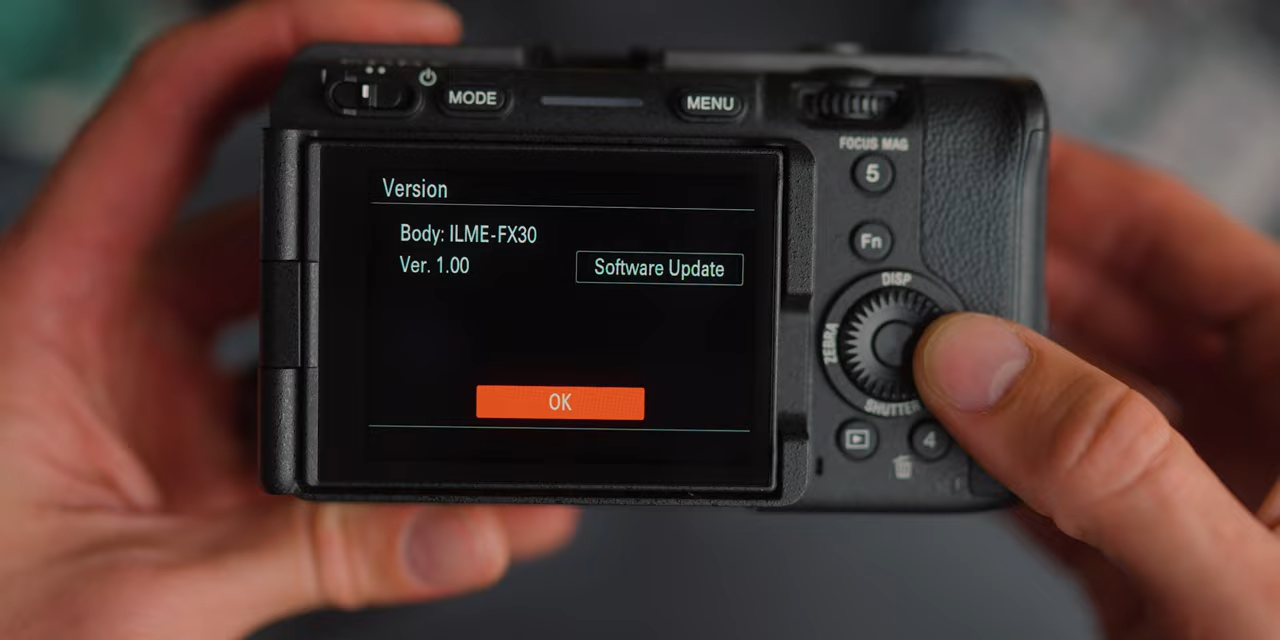 MODE
MENU
FOCUS MAG
5
Version
Body: ILME-FX30
Ver. 1.00
Software Update
Fn
DISP
ZEBRA
SHUTTER
OK
4